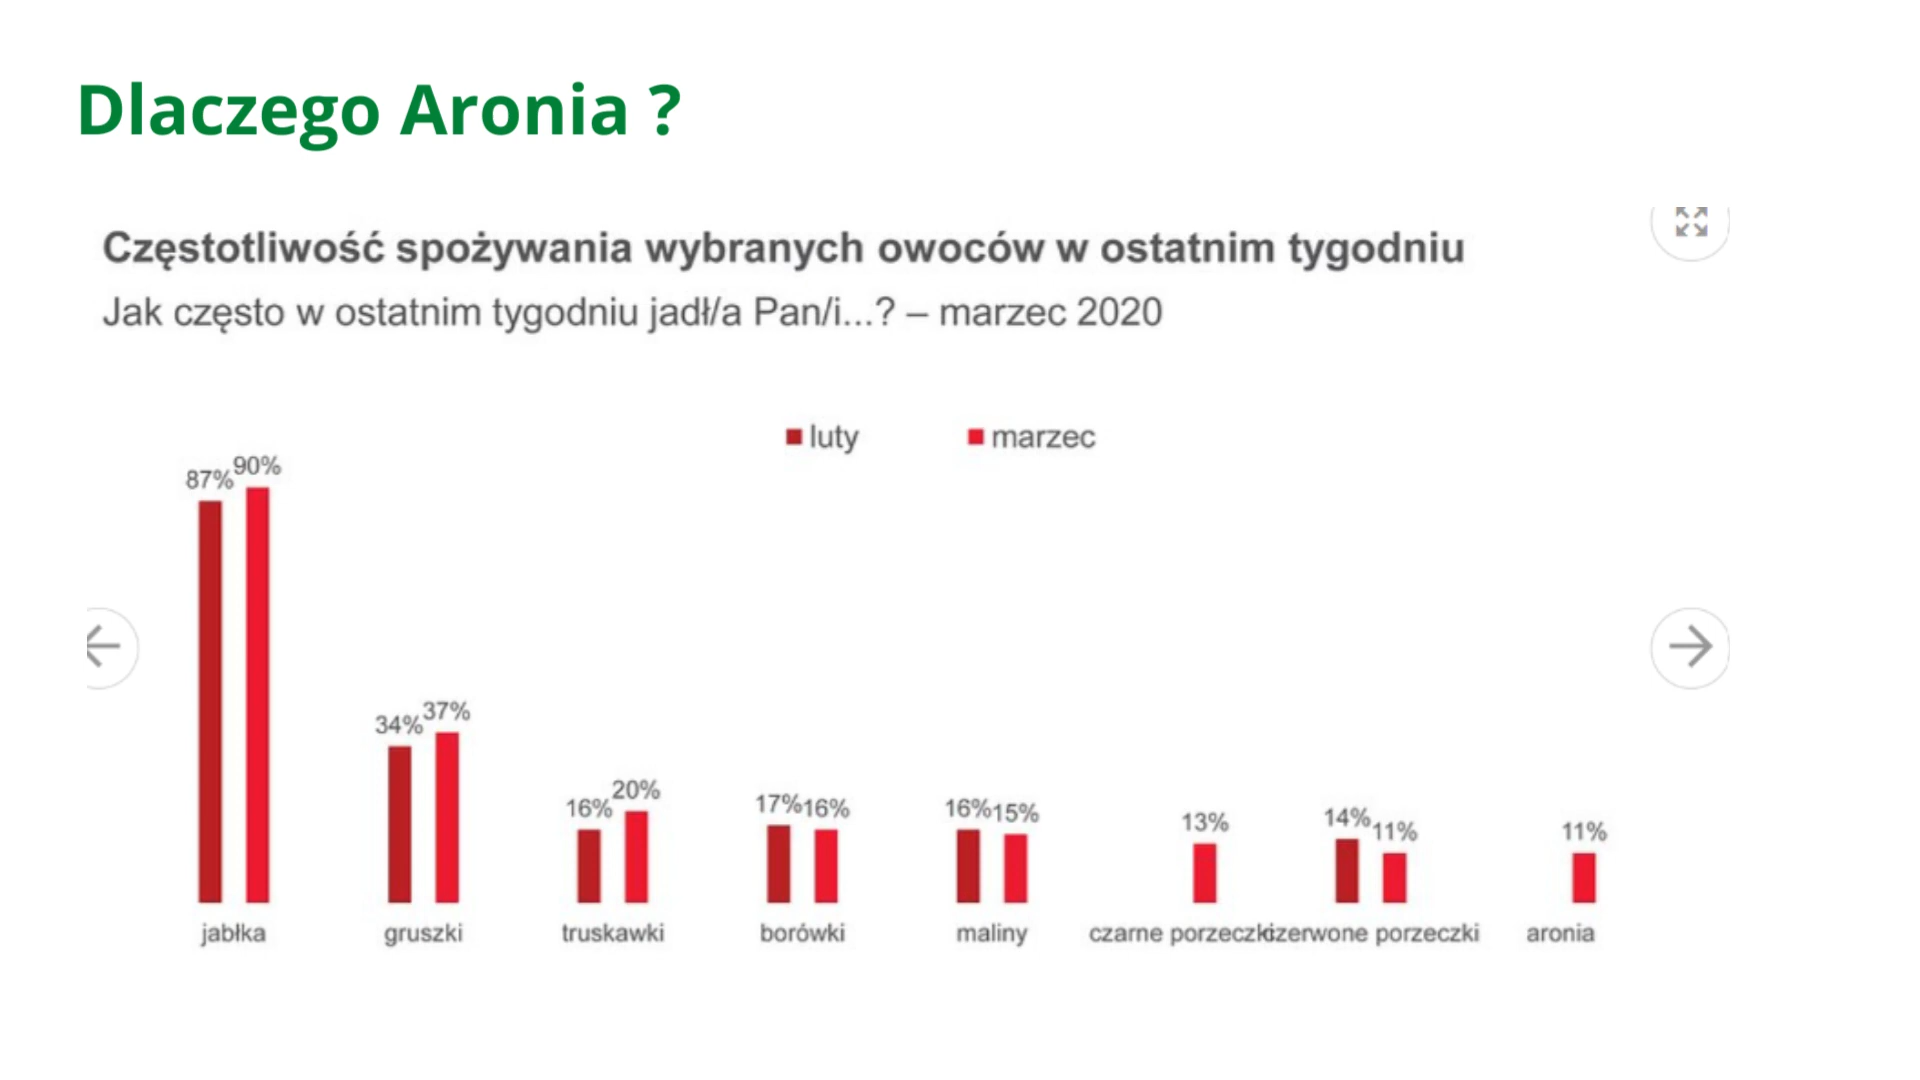 Dlaczego Aronia ?
Częstotliwość spożywania wybranych owoców w ostatnim tygodniu
Jak często w ostatnim tygodniu jadł/a Pan/i...? – marzec 2020
luty marzec
87% 90%
34% 37%
16% 20%
17% 16%
16% 15%
13%
14% 11%
11%
jabłka gruszki truskawki borówki maliny czarne porzeczki czerwone porzeczki aronia